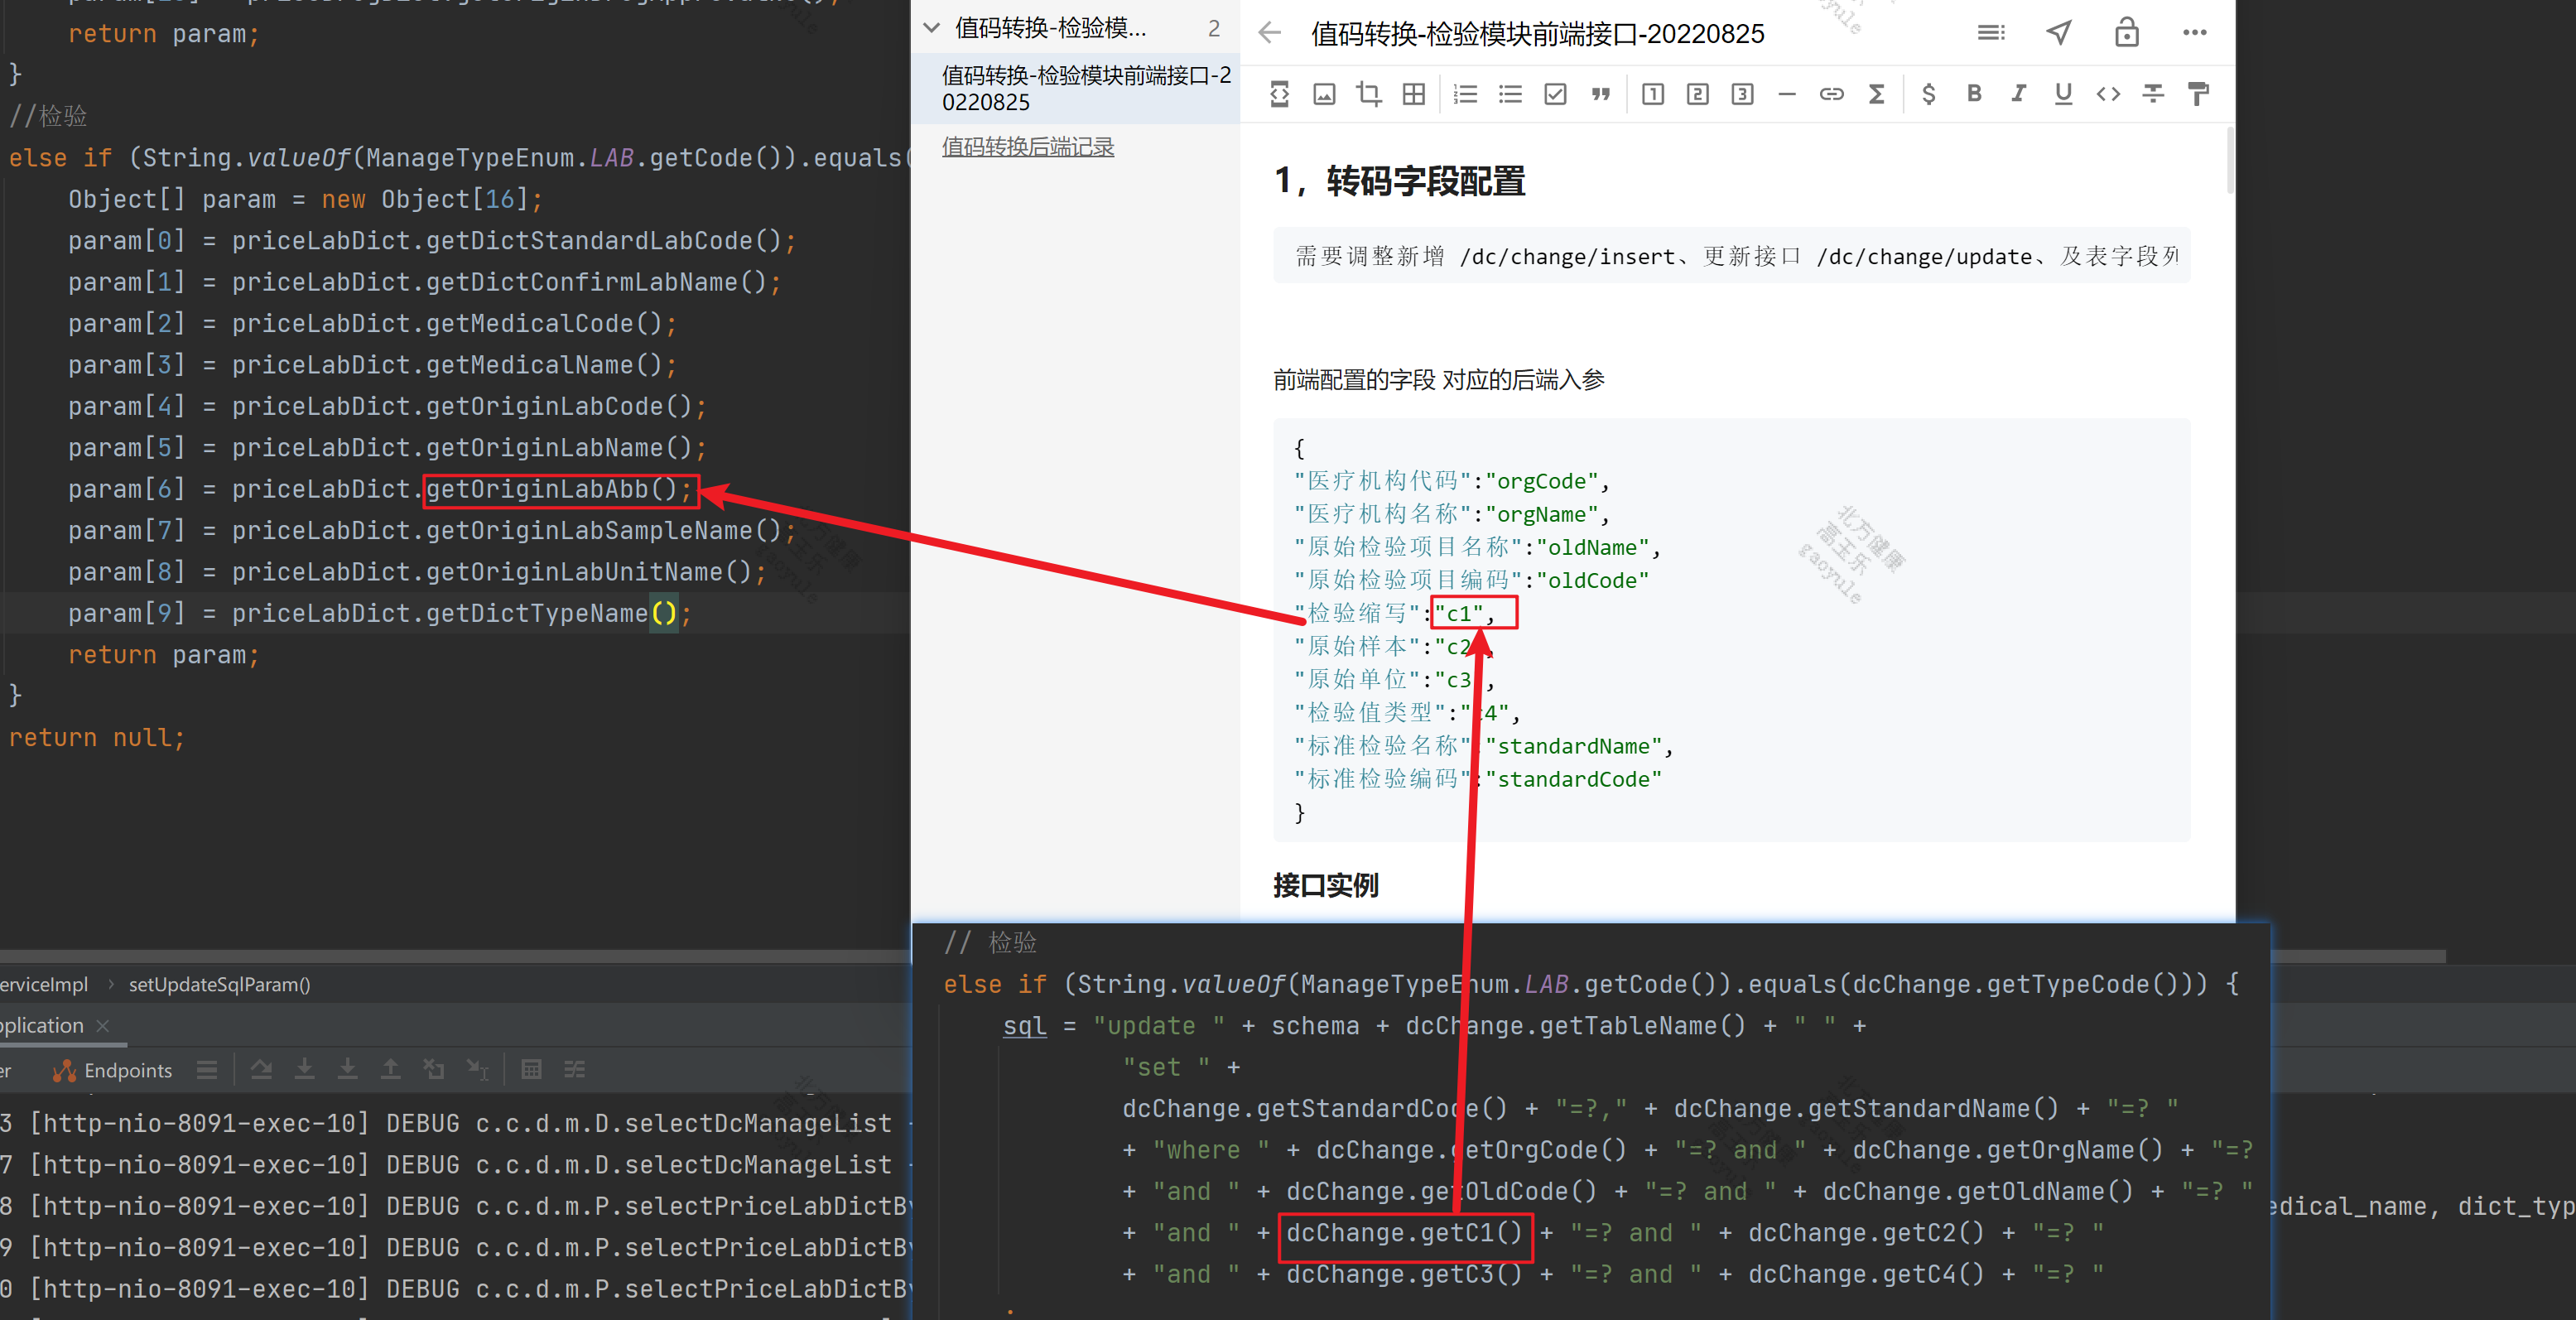 return param;
}
//检验
else if (String.valueOf(ManageTypeEnum.LAB.getCode()).equals(
Object[] param = new Object[16];
param[0] = priceLabDict.getDictStandardLabCode();
param[1] = priceLabDict.getDictConfirmLabName();
param[2] = priceLabDict.getMedicalCode();
param[3] = priceLabDict.getMedicalName();
param[4] = priceLabDict.getOriginLabCode();
param[5] = priceLabDict.getOriginLabName();
param[6] = priceLabDict.getOriginLabAbb();
param[7] = priceLabDict.getOriginLabSampleName();
param[8] = priceLabDict.getOriginLabUnitName();
param[9] = priceLabDict.getDictTypeName();
return param;
}
return null;
erviceImpl › setUpdateSqlParam()
pplication ×
er Endpoints
3 [http-nio-8091-exec-10] DEBUG c.c.d.m.D.selectDcManageList
7 [http-nio-8091-exec-10] DEBUG c.c.d.m.D.selectDcManageList
8 [http-nio-8091-exec-10] DEBUG c.c.d.m.P.selectPriceLabDictB
9 [http-nio-8091-exec-10] DEBUG c.c.d.m.P.selectPriceLabDictB
0 [http-nio-8091-exec-10] DEBUG c.c.d.m.P.selectPriceLabDictB
值码转换-检验模... 2
值码转换-检验模块前端接口-2
0220825
值码转换后端记录
值码转换-检验模块前端接口-20220825
1，转码字段配置
需要调整新增 /dc/change/insert、更新接口 /dc/change/update、及表字段列
前端配置的字段 对应的后端入参
{
"医疗机构代码":"orgCode",
"医疗机构名称":"orgName",
"原始检验项目名称":"oldName",
"原始检验项目编码":"oldCode"
"检验缩写":"c1",
"原始样本":"c2",
"原始单位":"c3",
"检验值类型":"c4",
"标准检验名称":"standardName",
"标准检验编码":"standardCode"
}
接口实例
北方健康
高玉乐
gaoyule
// 检验
else if (String.valueOf(ManageTypeEnum.LAB.getCode()).equals(dcChange.getTypeCode())) {
sql = "update " + schema + dcChange.getTableName() + " " +
"set " +
dcChange.getStandardCode() + "=?," + dcChange.getStandardName() + "=? "
+ "where " + dcChange.getOrgCode() + "=? and " + dcChange.getOrgName() + "=?
+ "and " + dcChange.getOldCode() + "=? and " + dcChange.getOldName() + "=? "
+ "and " + dcChange.getC1() + "=? and " + dcChange.getC2() + "=? "
+ "and " + dcChange.getC3() + "=? and " + dcChange.getC4() + "=? "
;
edical_name, dict_typ